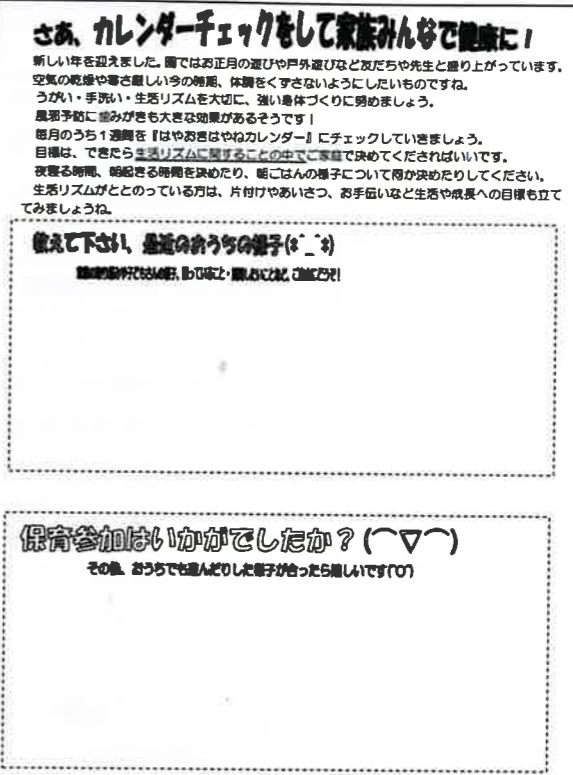 さあ、カレンダーチェックをして家族みんなで健康に！
新しい年を迎えました。園ではお正月の遊びや戸外遊びなど友だちや先生と盛り上がっています。
空気の乾燥や寒さ厳しい今の時期、体調をくずさないようにしたいものですね。
うがい・手洗い・生活リズムを大切に、強い身体づくりに努めましょう。
風邪予防に歯みがきも大きな効果があるそうです！
毎月のうち１週間を『はやおきはやねカレンダー』にチェックしていきましょう。
目標は、できたら生活リズムに関することの中でご家庭で決めてくださればいいです。
夜寝る時間、朝起きる時間を決めたり、朝ごはんの様子について何か決めたりしてください。
生活リズムがととのっている方は、片付けやあいさつ、お手伝いなど生活や成長への目標も立て
てみましょうね。
教えて下さい、最近のおうちの様子(*^_^*)
保育参加はいかがでしたか？(⌒▽⌒)
その後、おうちでも遊んだりした様子が合ったら嬉しいです(^O^)